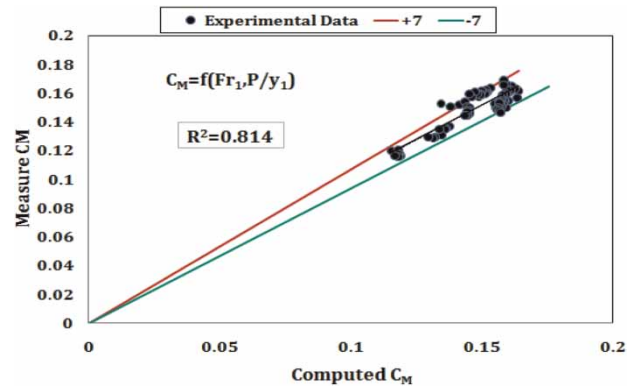 ● Experimental Data — +7 — -7
0.2
0.18
0.16
0.14
0.12
0.1
0.08
0.06
0.04
0.02
0
Measure CM
C_M=f(Fr₁,P/y₁)
R²=0.814
0 0.05 0.1 0.15 0.2
Computed C_M